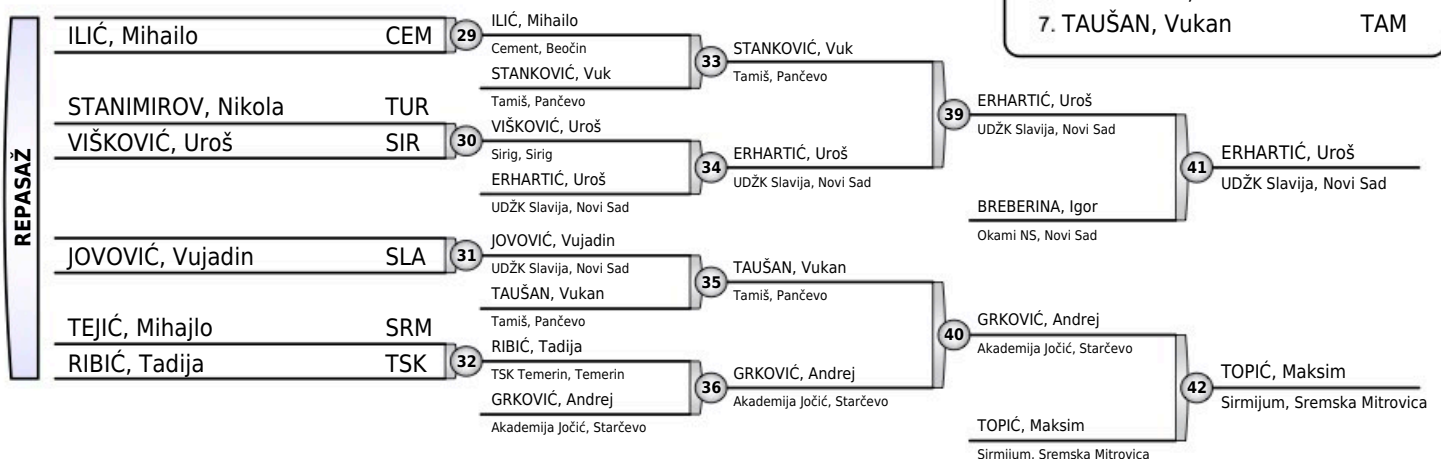 7. TAUŠAN, Vukan TAM
REPASAŽ
ILIĆ, Mihailo CEM
STANIMIROV, Nikola TUR
VIŠKOVIĆ, Uroš SIR
JOVOVIĆ, Vujadin SLA
TEJIĆ, Mihajlo SRM
RIBIĆ, Tadija TSK
29
30
31
32
ILIĆ, Mihailo
Cement, Beočin
STANKOVIĆ, Vuk
Tamiš, Pančevo
VIŠKOVIĆ, Uroš
Sirig, Sirig
ERHARTIĆ, Uroš
UDŽK Slavija, Novi Sad
JOVOVIĆ, Vujadin
UDŽK Slavija, Novi Sad
TAUŠAN, Vukan
Tamiš, Pančevo
RIBIĆ, Tadija
TSK Temerin, Temerin
GRKOVIĆ, Andrej
Akademija Jočić, Starčevo
33
34
35
36
STANKOVIĆ, Vuk
Tamiš, Pančevo
ERHARTIĆ, Uroš
UDŽK Slavija, Novi Sad
TAUŠAN, Vukan
Tamiš, Pančevo
GRKOVIĆ, Andrej
Akademija Jočić, Starčevo
39
40
ERHARTIĆ, Uroš
UDŽK Slavija, Novi Sad
BREBERINA, Igor
Okami NS, Novi Sad
GRKOVIĆ, Andrej
Akademija Jočić, Starčevo
TOPIĆ, Maksim
Sirmijum, Sremska Mitrovica
41
42
ERHARTIĆ, Uroš
UDŽK Slavija, Novi Sad
TOPIĆ, Maksim
Sirmijum, Sremska Mitrovica